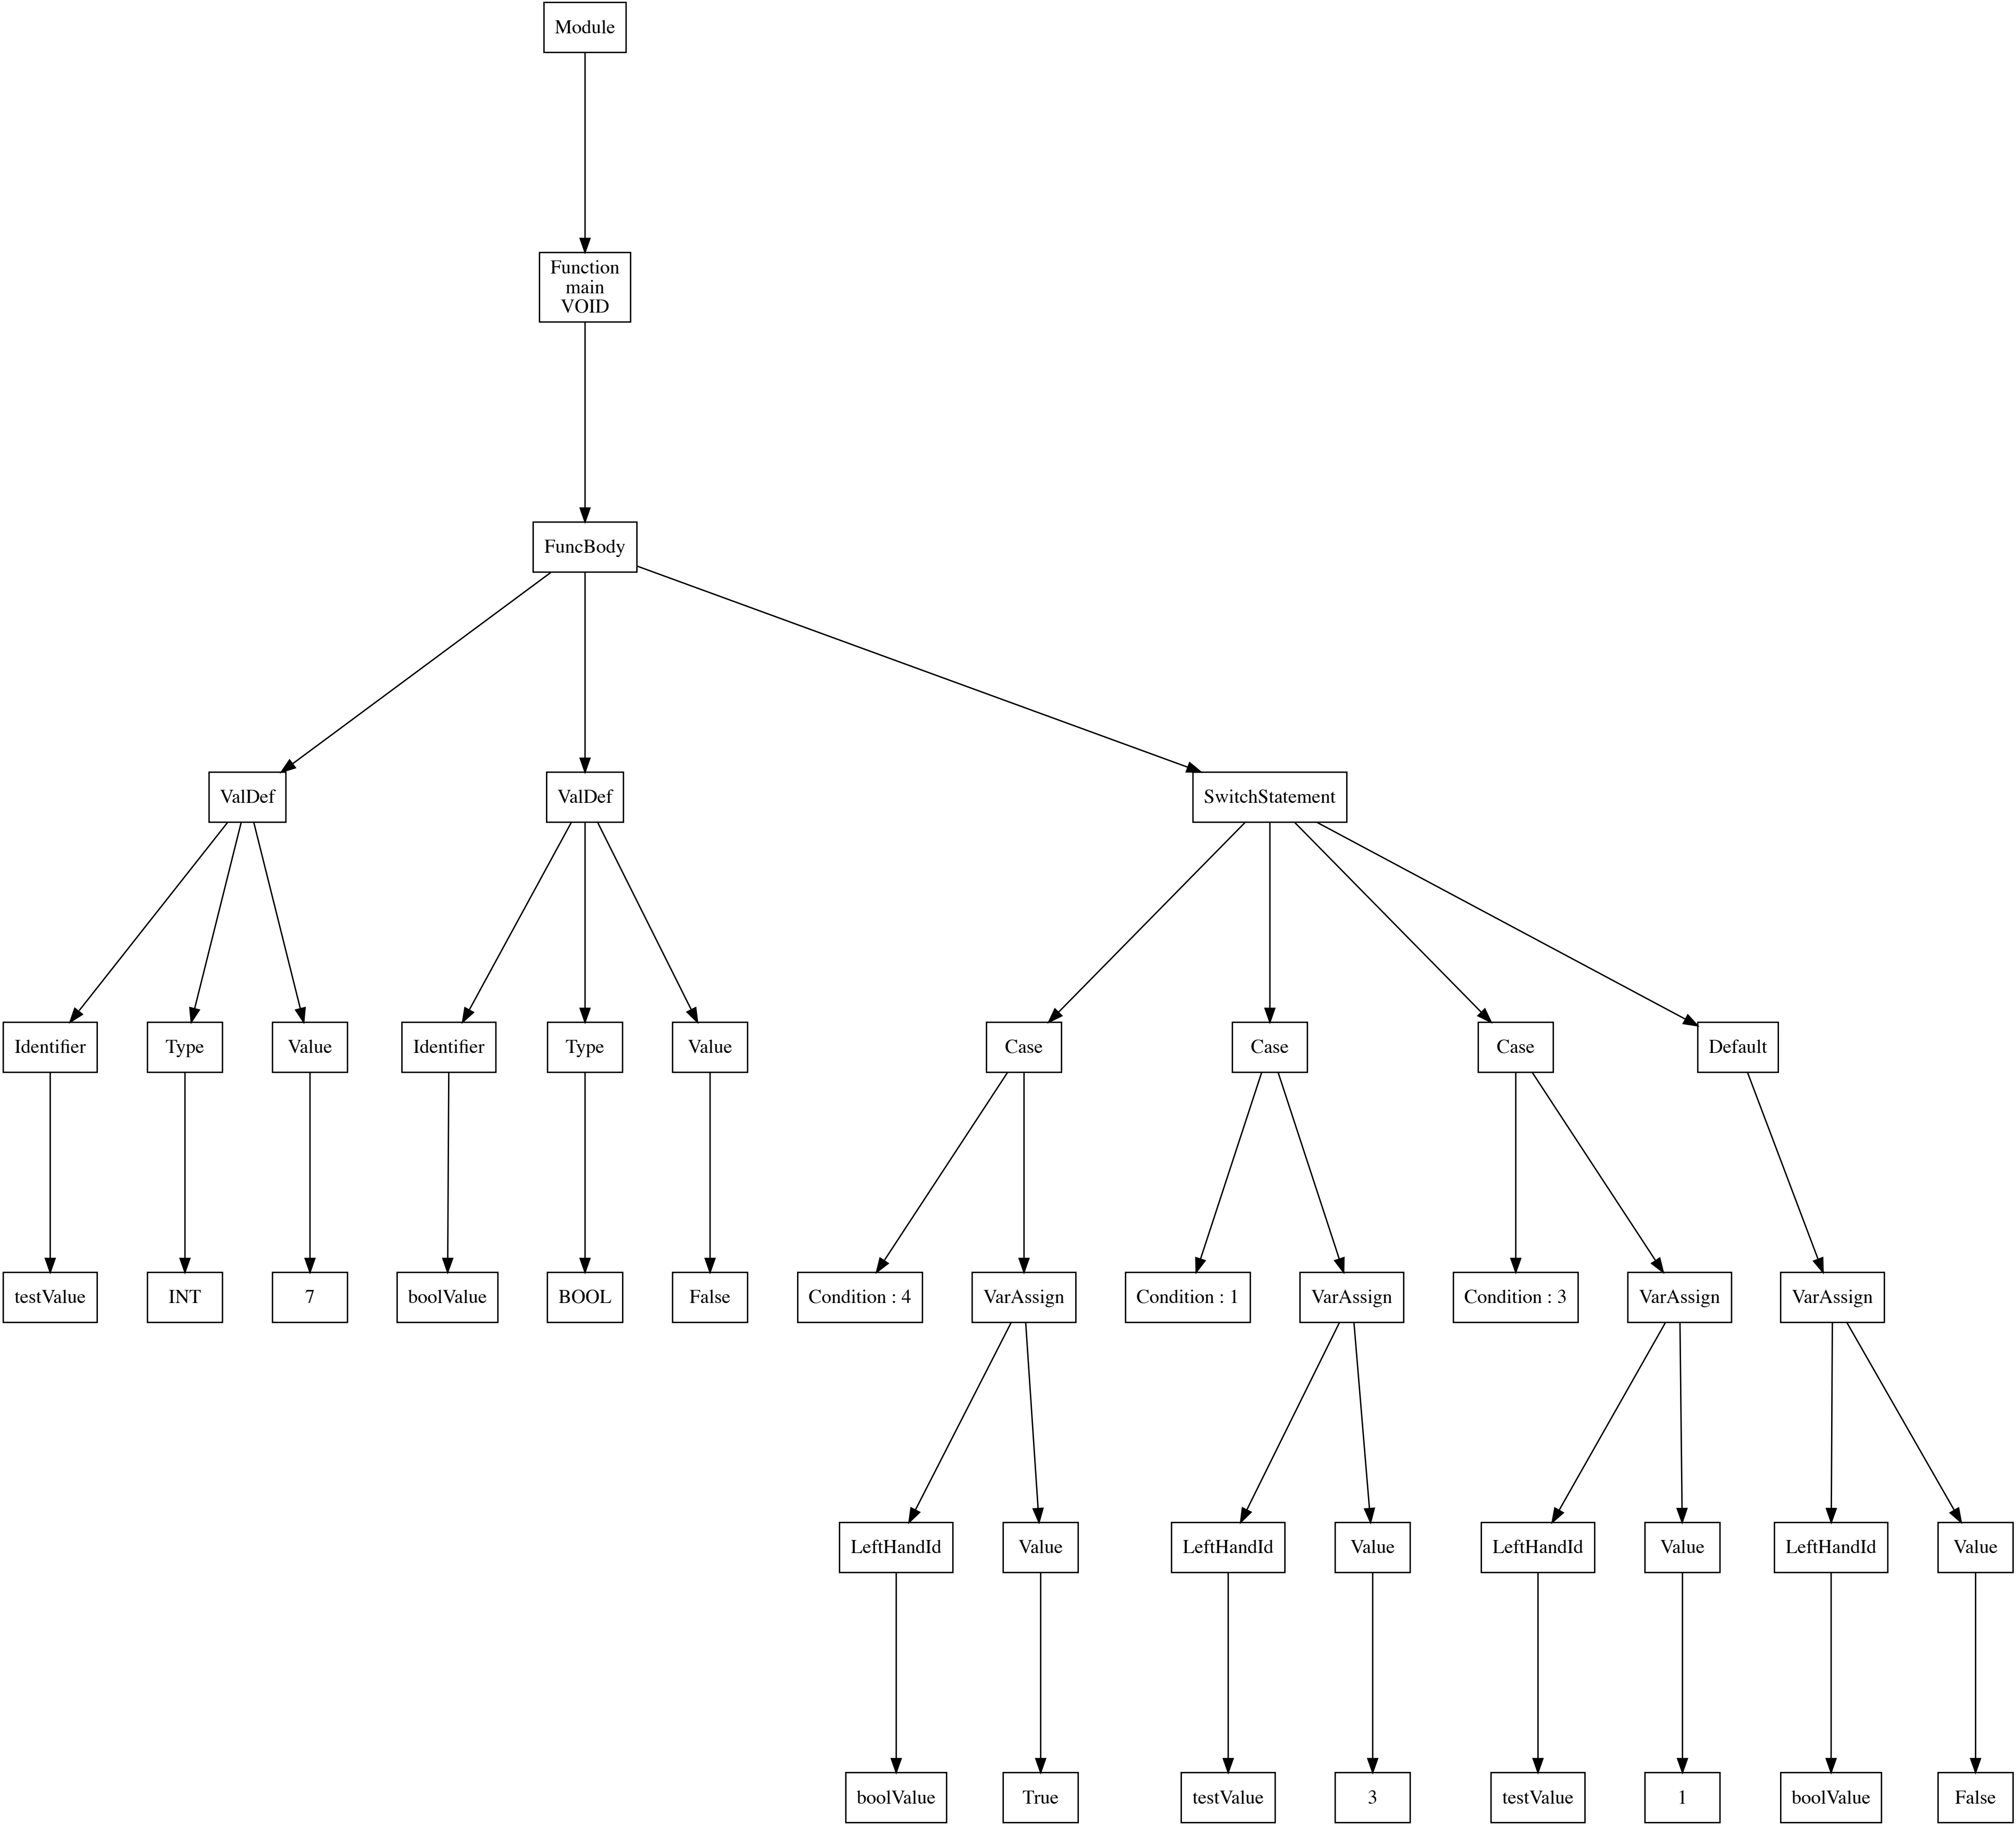 Module
Function
main
VOID
FuncBody
ValDef
ValDef
SwitchStatement
Identifier
Type
Value
Identifier
Type
Value
Case
Case
Case
Default
testValue
INT
7
boolValue
BOOL
False
Condition : 4
VarAssign
Condition : 1
VarAssign
Condition : 3
VarAssign
VarAssign
LeftHandId
Value
LeftHandId
Value
LeftHandId
Value
LeftHandId
Value
boolValue
True
testValue
3
testValue
1
boolValue
False